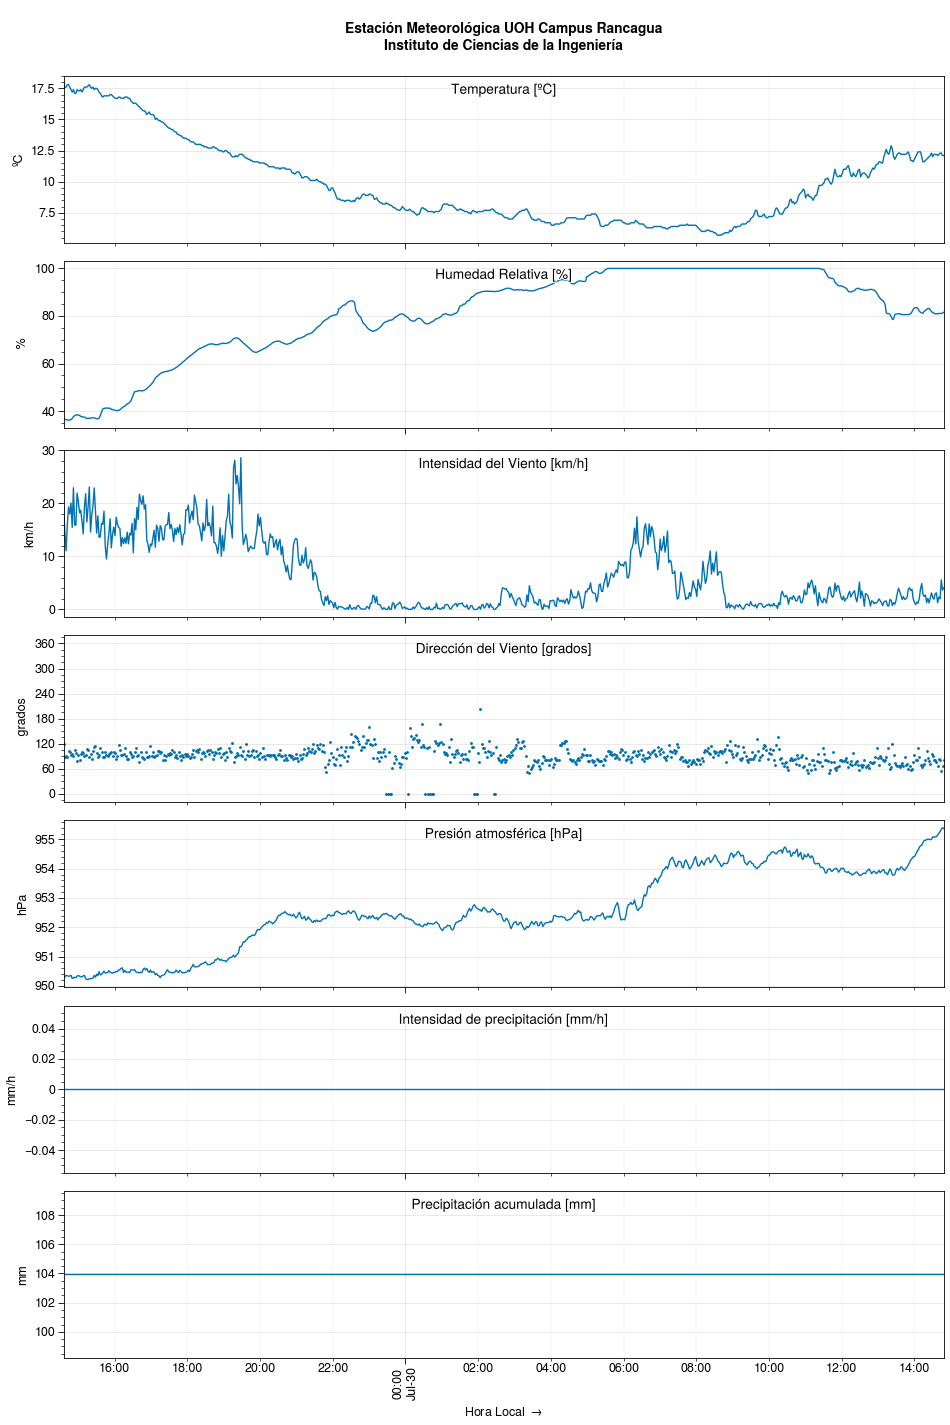 Estación Meteorológica UOH Campus Rancagua
Instituto de Ciencias de la Ingeniería
Temperatura [ºC]
ºC
17.5
15
12.5
10
7.5
Humedad Relativa [%]
%
100
80
60
40
Intensidad del Viento [km/h]
km/h
30
20
10
0
Dirección del Viento [grados]
grados
360
300
240
180
120
60
0
Presión atmosférica [hPa]
hPa
955
954
953
952
951
950
Intensidad de precipitación [mm/h]
mm/h
0.04
0.02
0
−0.02
−0.04
Precipitación acumulada [mm]
mm
108
106
104
102
100
16:00
18:00
20:00
22:00
00:00
Jul-30
02:00
04:00
06:00
08:00
10:00
12:00
14:00
Hora Local →